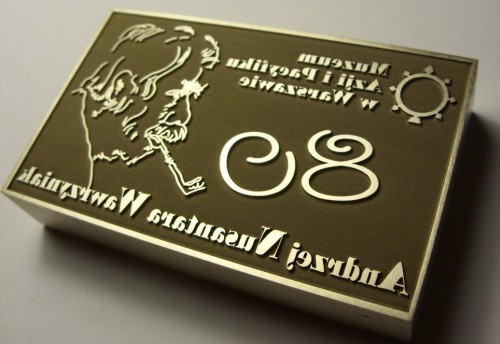 Muzeum
Azji i Pacyfiku
w Warszawie
80
Andrzej Nusantara Wawrzyniak